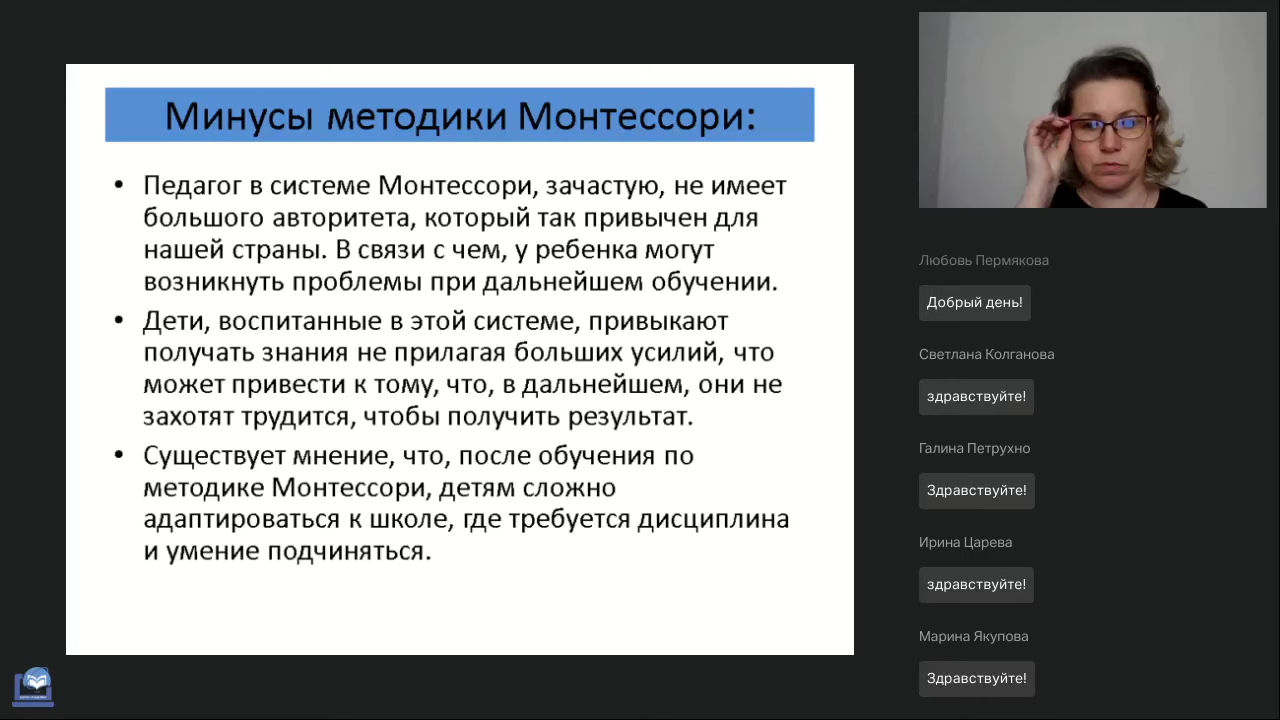 Минусы методики Монтессори:
• Педагог в системе Монтессори, зачастую, не имеет
большого авторитета, который так привычен для
нашей страны. В связи с чем, у ребенка могут
возникнуть проблемы при дальнейшем обучении.
• Дети, воспитанные в этой системе, привыкают
получать знания не прилагая больших усилий, что
может привести к тому, что, в дальнейшем, они не
захотят трудится, чтобы получить результат.
• Существует мнение, что, после обучения по
методике Монтессори, детям сложно
адаптироваться к школе, где требуется дисциплина
и умение подчиняться.
Любовь Пермякова
Добрый день!
Светлана Колганова
здравствуйте!
Галина Петрухно
Здравствуйте!
Ирина Царева
здравствуйте!
Марина Якупова
Здравствуйте!